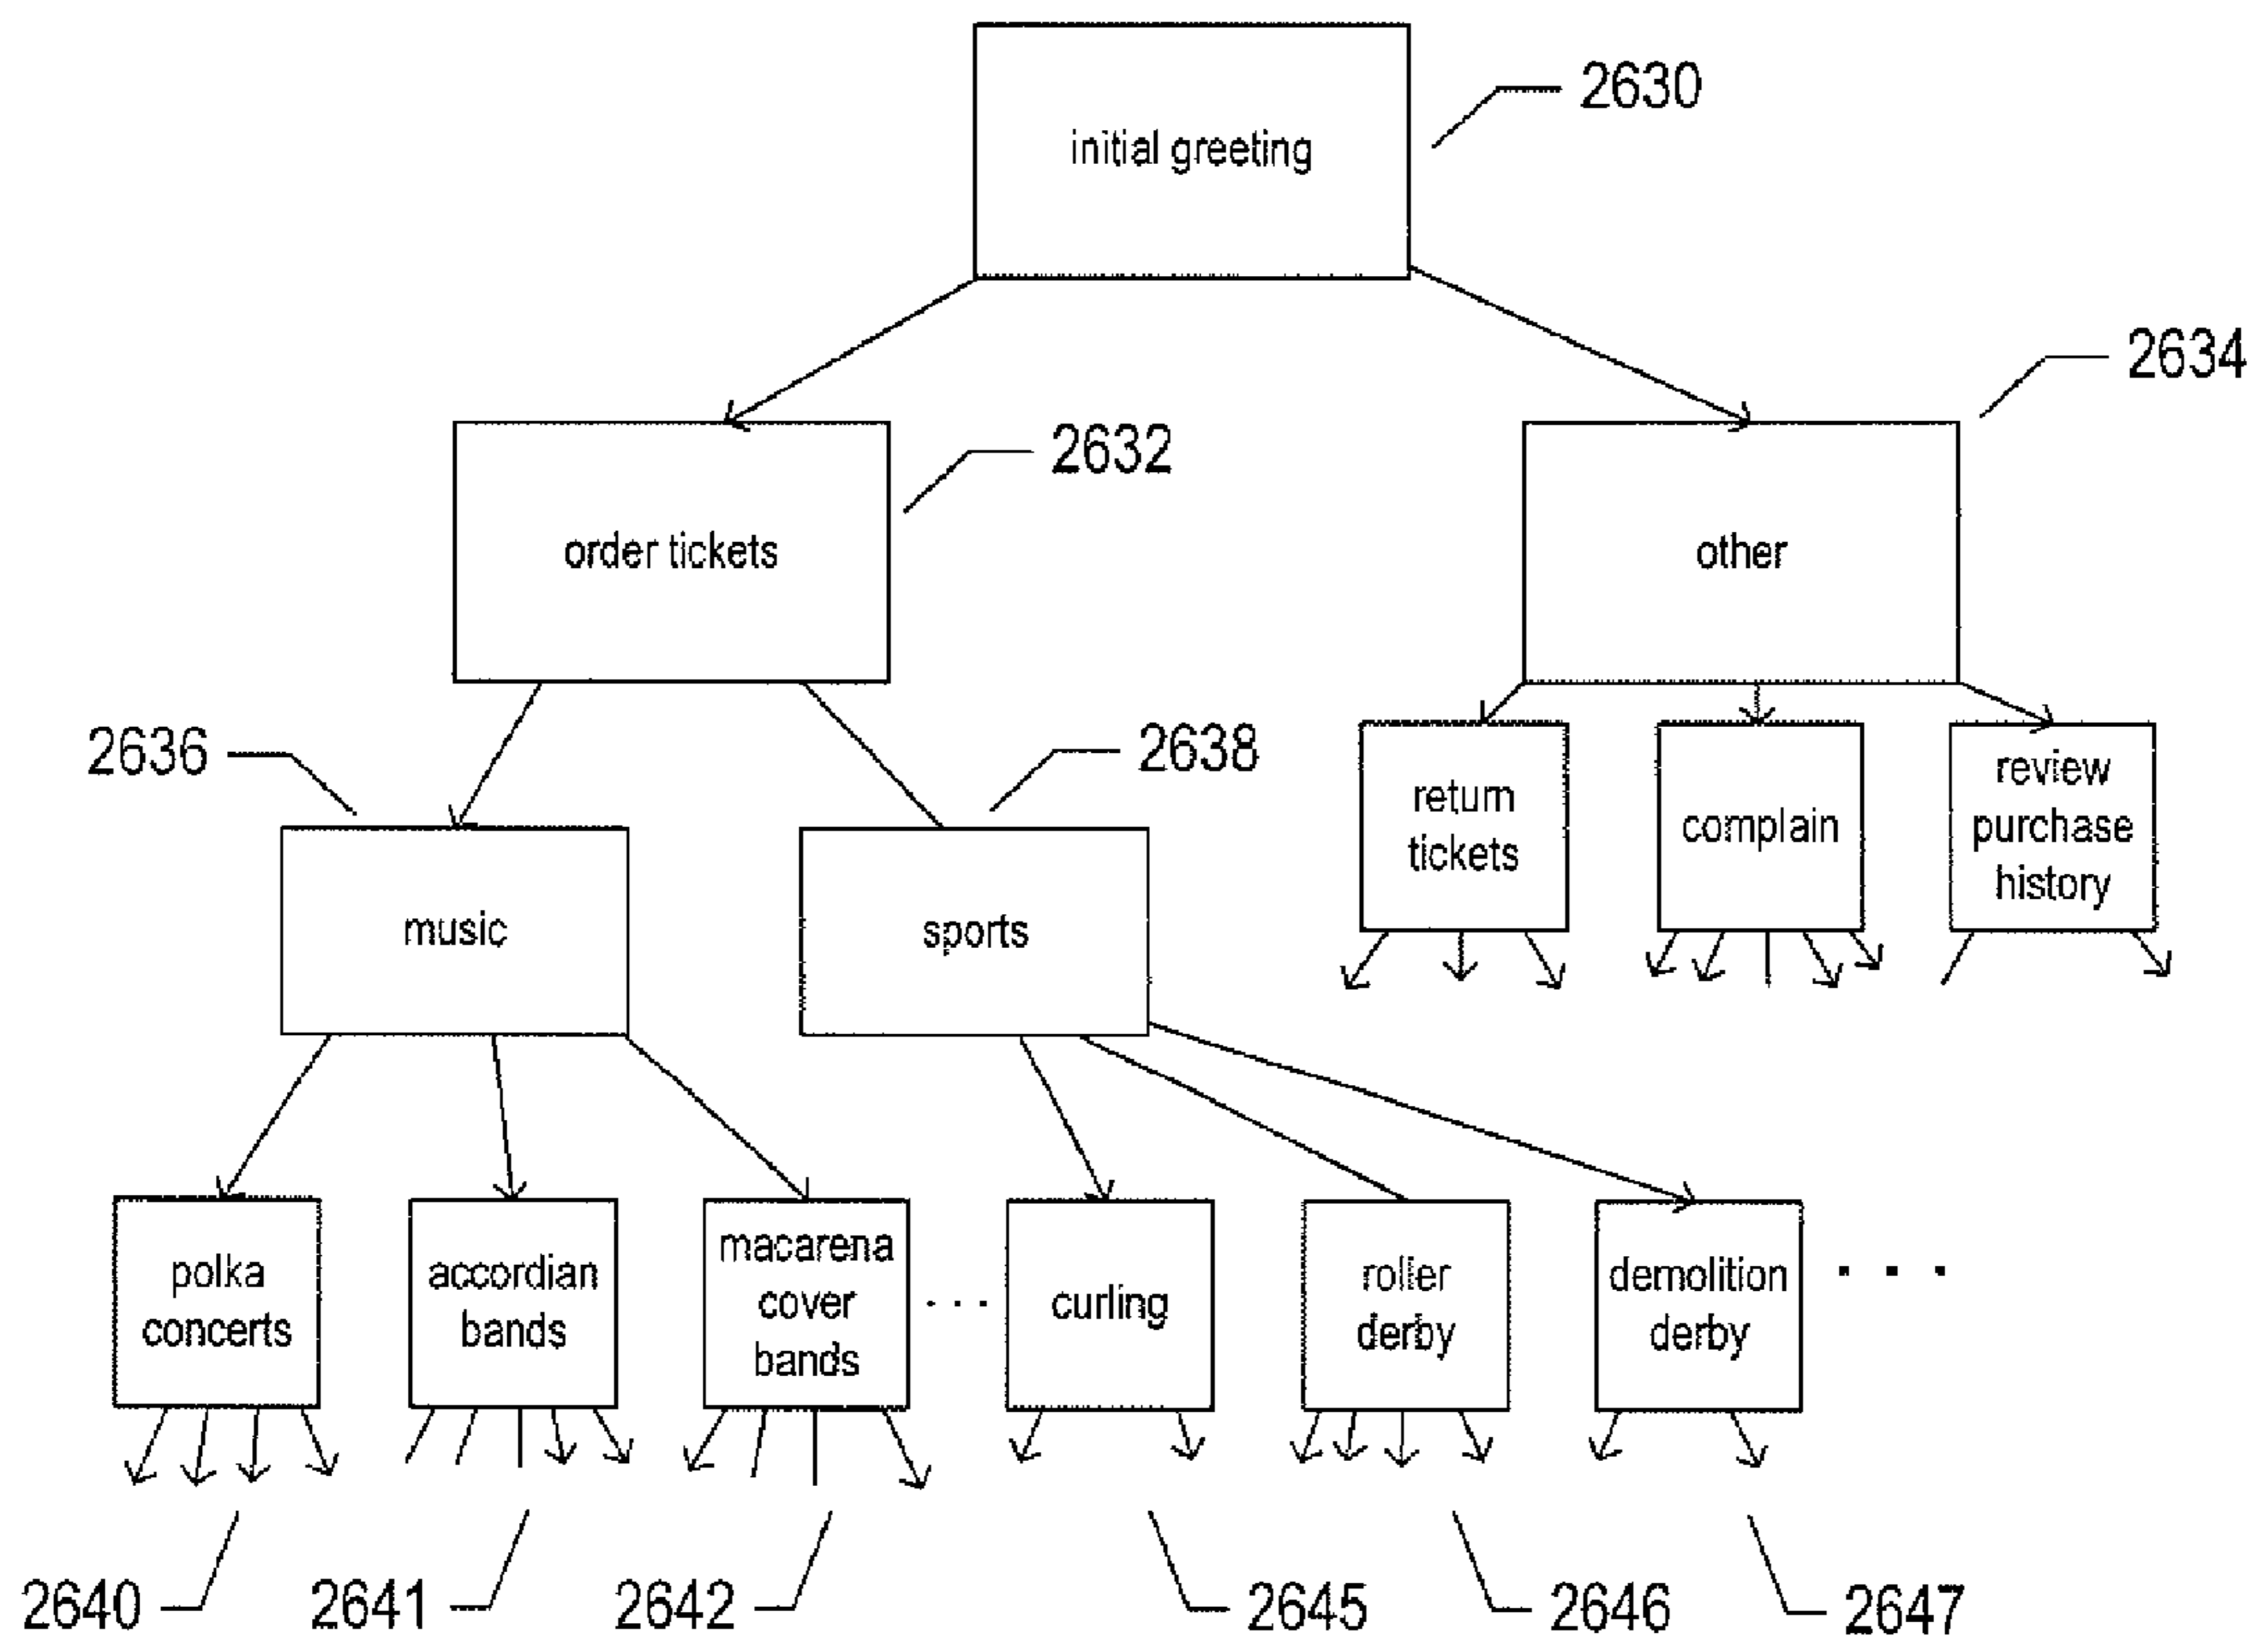 initial greeting
2630
order tickets
2632
other
2634
2636
music
2638
sports
return
tickets
complain
review
purchase
history
polka
concerts
accordian
bands
macarena
cover
bands
. . .
curling
roller
derby
demolition
derby
. . .
2640
2641
2642
2645
2646
2647